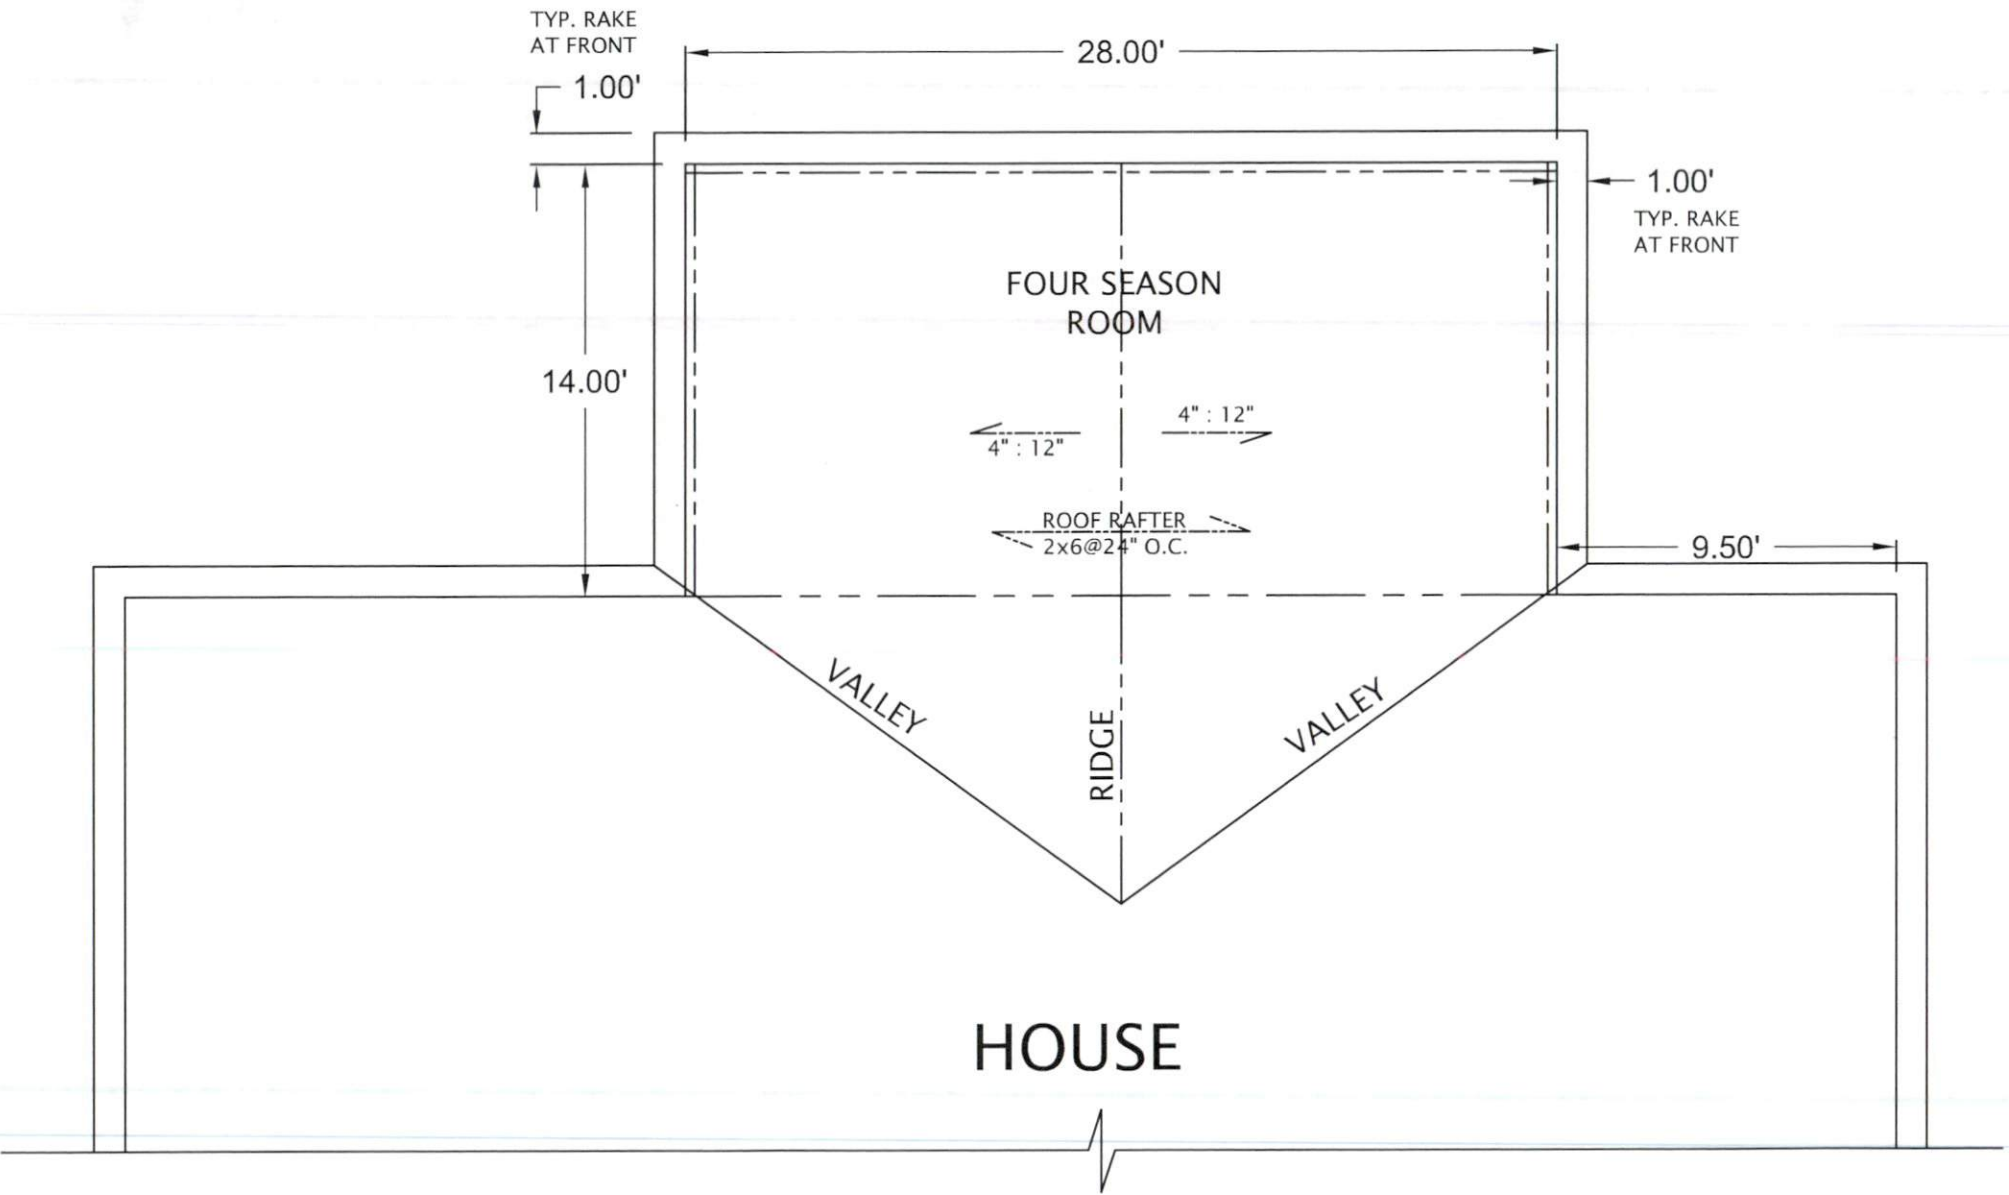 TYP. RAKE
AT FRONT
1.00'
28.00'
1.00'
TYP. RAKE
AT FRONT
FOUR SEASON
ROOM
14.00'
4" : 12"
4" : 12"
ROOF RAFTER
2x6@24" O.C.
9.50'
VALLEY
RIDGE
VALLEY
HOUSE